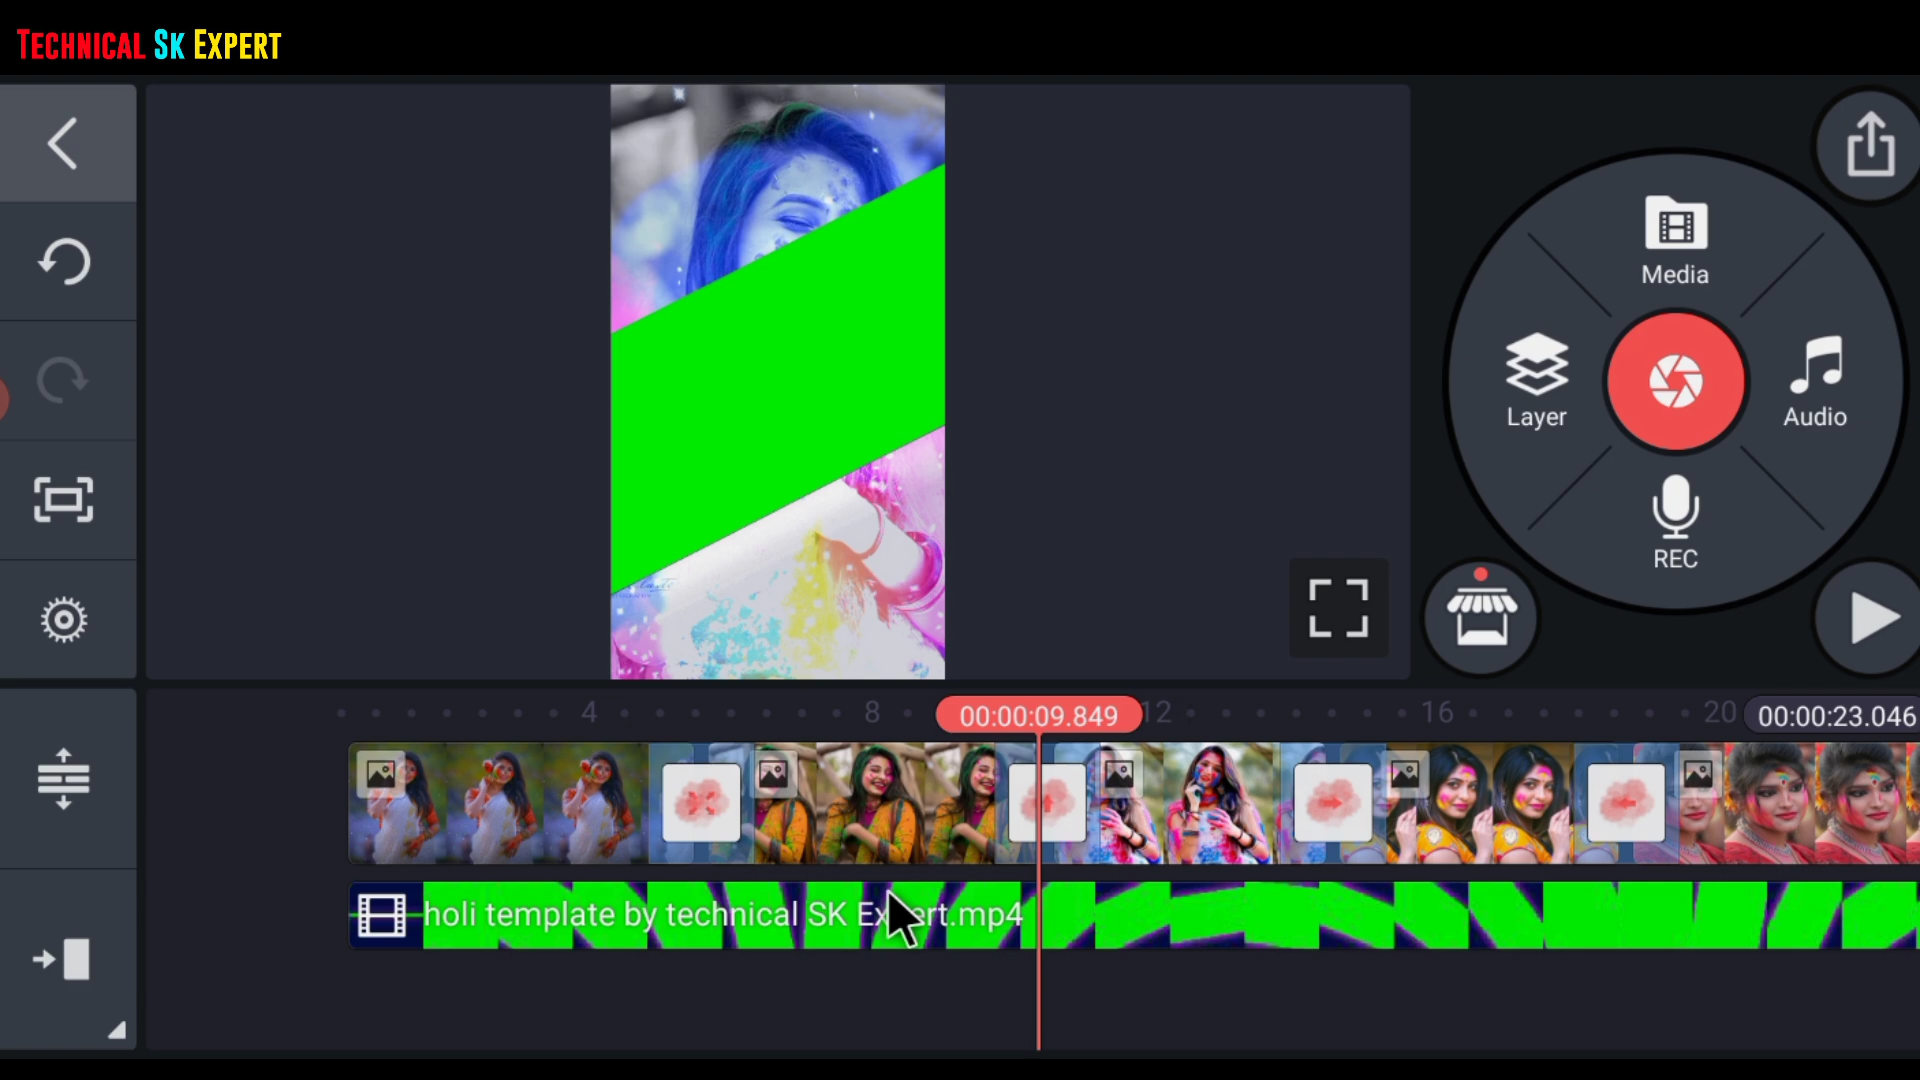 TECHNICAL SK EXPERT
Media
Layer
Audio
REC
4
8
00:00:09.849
12
16
20
00:00:23.046
holi template by technical SK Expert.mp4